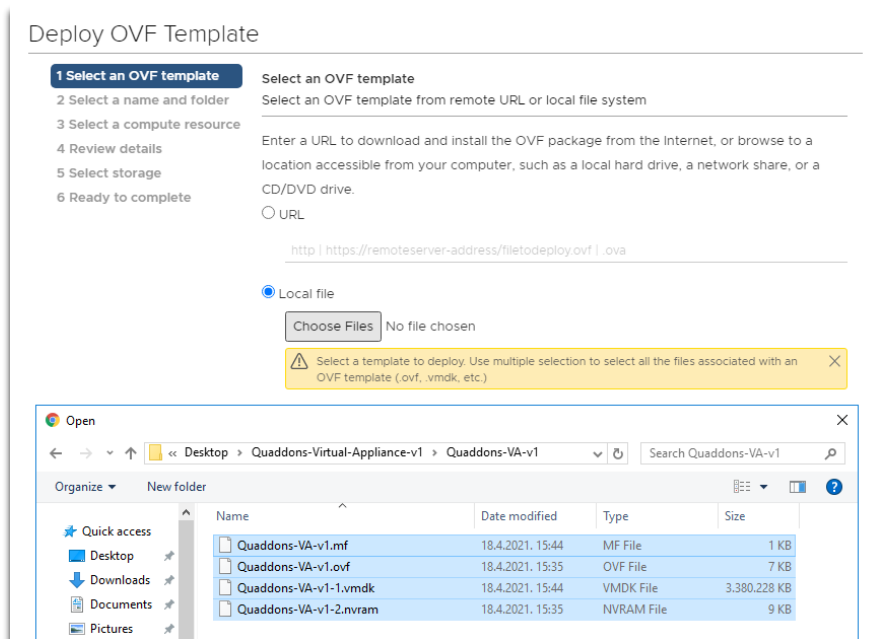 Deploy OVF Template
1 Select an OVF template
2 Select a name and folder
3 Select a compute resource
4 Review details
5 Select storage
6 Ready to complete
Select an OVF template
Select an OVF template from remote URL or local file system
Enter a URL to download and install the OVF package from the Internet, or browse to a
location accessible from your computer, such as a local hard drive, a network share, or a
CD/DVD drive.
URL
http | https://remoteserver-address/filetodeploy.ovf | .ova
Local file
Choose Files No file chosen
Select a template to deploy. Use multiple selection to select all the files associated with an
OVF template (.ovf, .vmdk, etc.)
Open
« Desktop › Quaddons-Virtual-Appliance-v1 › Quaddons-VA-v1
Search Quaddons-VA-v1
Organize New folder
Quick access
Desktop
Downloads
Documents
Pictures
Name Date modified Type Size
Quaddons-VA-v1.mf 18.4.2021. 15:44 MF File 1 KB
Quaddons-VA-v1.ovf 18.4.2021. 15:35 OVF File 7 KB
Quaddons-VA-v1-1.vmdk 18.4.2021. 15:44 VMDK File 3.380.228 KB
Quaddons-VA-v1-2.nvram 18.4.2021. 15:35 NVRAM File 9 KB